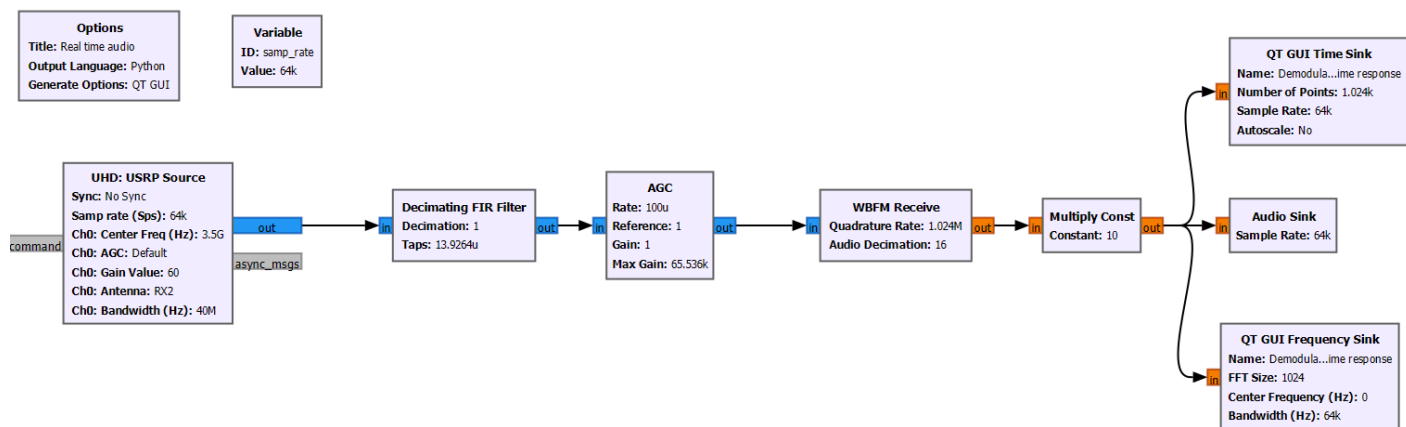 Options
Title: Real time audio
Output Language: Python
Generate Options: QT GUI
Variable
ID: samp_rate
Value: 64k
UHD: USRP Source
Sync: No Sync
Samp rate (Sps): 64k
Ch0: Center Freq (Hz): 3.5G
Ch0: AGC: Default
Ch0: Gain Value: 60
Ch0: Antenna: RX2
Ch0: Bandwidth (Hz): 40M
command
out
async_msgs
in
Decimating FIR Filter
Decimation: 1
Taps: 13.9264u
out
in
AGC
Rate: 100u
Reference: 1
Gain: 1
Max Gain: 65.536k
out
in
WBFM Receive
Quadrature Rate: 1.024M
Audio Decimation: 16
out
in
Multiply Const
Constant: 10
out
in
QT GUI Time Sink
Name: Demodula...ime response
Number of Points: 1.024k
Sample Rate: 64k
Autoscale: No
in
Audio Sink
Sample Rate: 64k
in
QT GUI Frequency Sink
Name: Demodula...ime response
FFT Size: 1024
Center Frequency (Hz): 0
Bandwidth (Hz): 64k